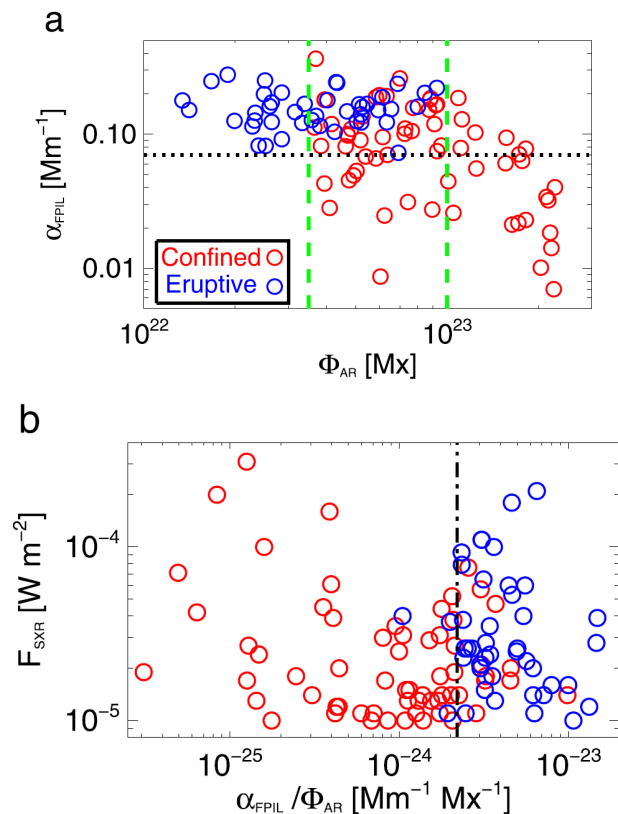 a
α_FPIL [Mm⁻¹]
0.10
0.01
Confined
Eruptive
10²² 10²³
Φ_AR [Mx]
b
F_SXR [W m⁻²]
10⁻⁴
10⁻⁵
10⁻²⁵ 10⁻²⁴ 10⁻²³
α_FPIL /Φ_AR [Mm⁻¹ Mx⁻¹]